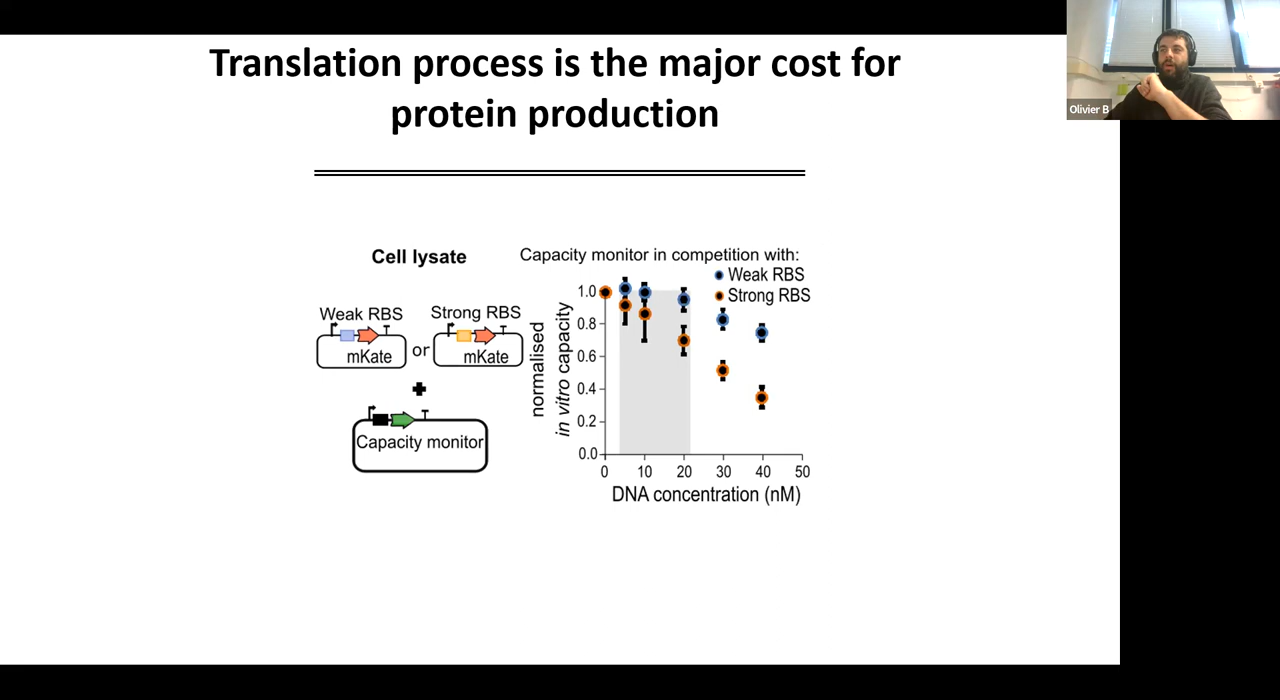 Translation process is the major cost for
protein production
Olivier B
Cell lysate
Weak RBS
Strong RBS
mKate
or
mKate
Capacity monitor
Capacity monitor in competition with:
Weak RBS
Strong RBS
normalised
in vitro capacity
1.0
0.8
0.6
0.4
0.2
0.0
0 10 20 30 40 50
DNA concentration (nM)